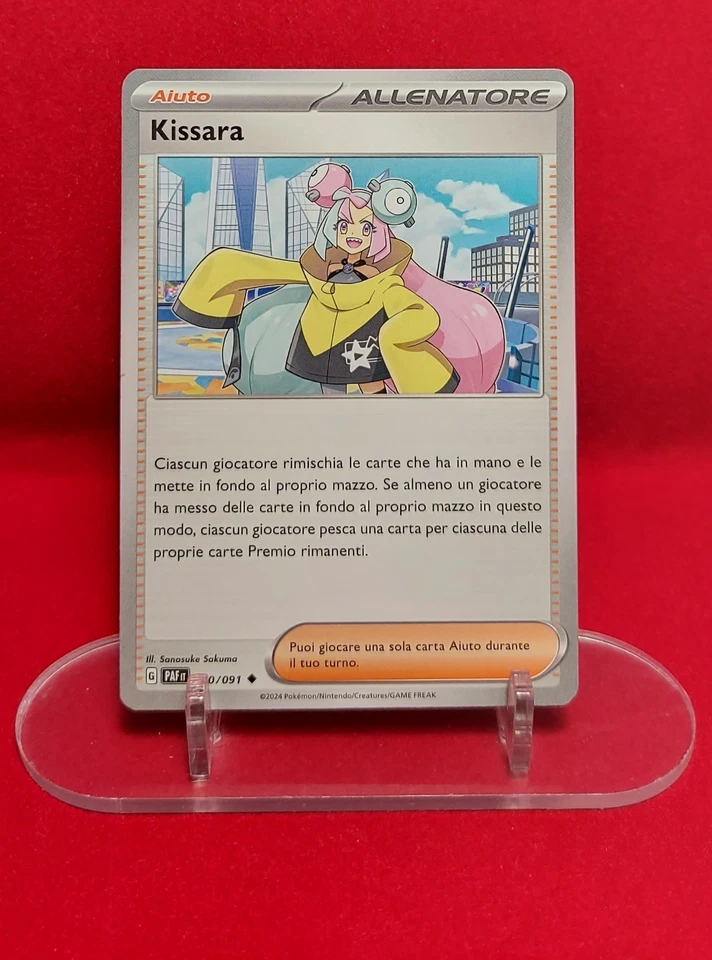 Aiuto
ALLENATORE
Kissara
Ciascun giocatore rimischia le carte che ha in mano e le
mette in fondo al proprio mazzo. Se almeno un giocatore
ha messo delle carte in fondo al proprio mazzo in questo
modo, ciascun giocatore pesca una carta per ciascuna delle
proprie carte Premio rimanenti.
Puoi giocare una sola carta Aiuto durante
il tuo turno.
Ill. Sanosuke Sakuma
G PAF IT 0/091
©2024 Pokémon/Nintendo/Creatures/GAME FREAK